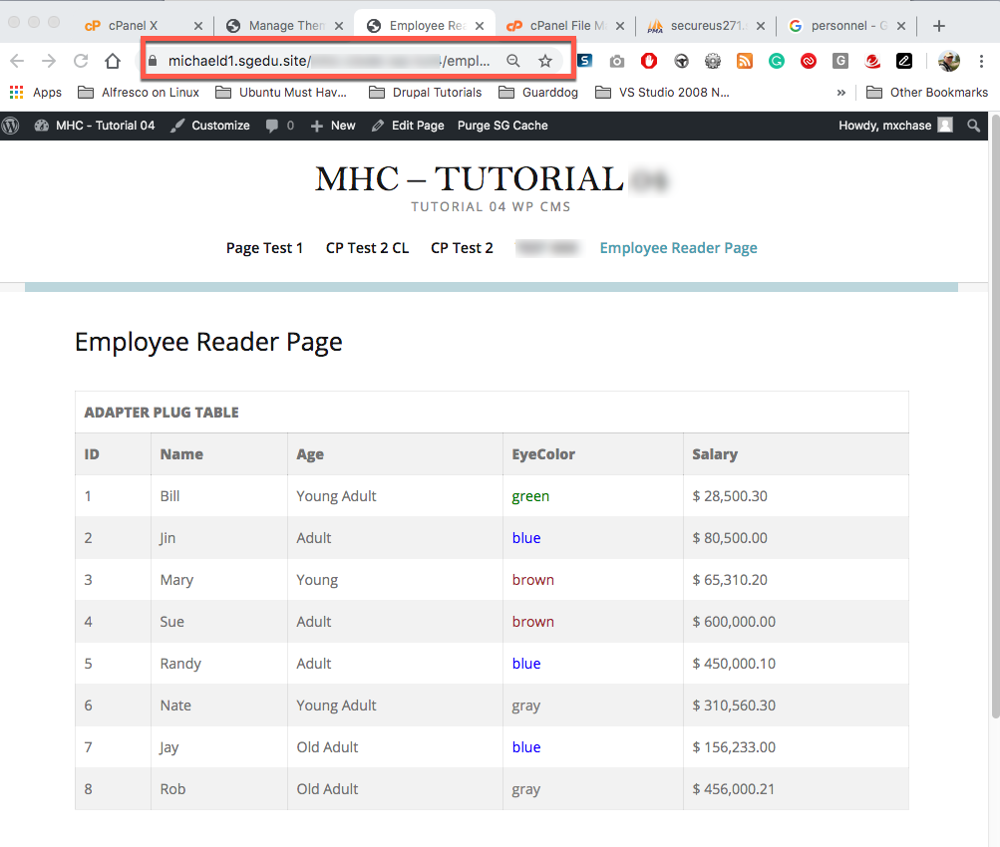 cPanel X
Manage Ther
Employee Rea
cPanel File Ma
secureus271.
personnel - G
michaeld1.sgedu.site/
/empl...
Apps
Alfresco on Linux
Ubuntu Must Hav...
Drupal Tutorials
Guarddog
VS Studio 2008 N...
»
Other Bookmarks
MHC - Tutorial 04
Customize
0
New
Edit Page
Purge SG Cache
Howdy, mxchase
MHC – TUTORIAL
TUTORIAL 04 WP CMS
Page Test 1
CP Test 2 CL
CP Test 2
Employee Reader Page
Employee Reader Page
ADAPTER PLUG TABLE
ID Name Age EyeColor Salary
1 Bill Young Adult green $ 28,500.30
2 Jin Adult blue $ 80,500.00
3 Mary Young brown $ 65,310.20
4 Sue Adult brown $ 600,000.00
5 Randy Adult blue $ 450,000.10
6 Nate Young Adult gray $ 310,560.30
7 Jay Old Adult blue $ 156,233.00
8 Rob Old Adult gray $ 456,000.21